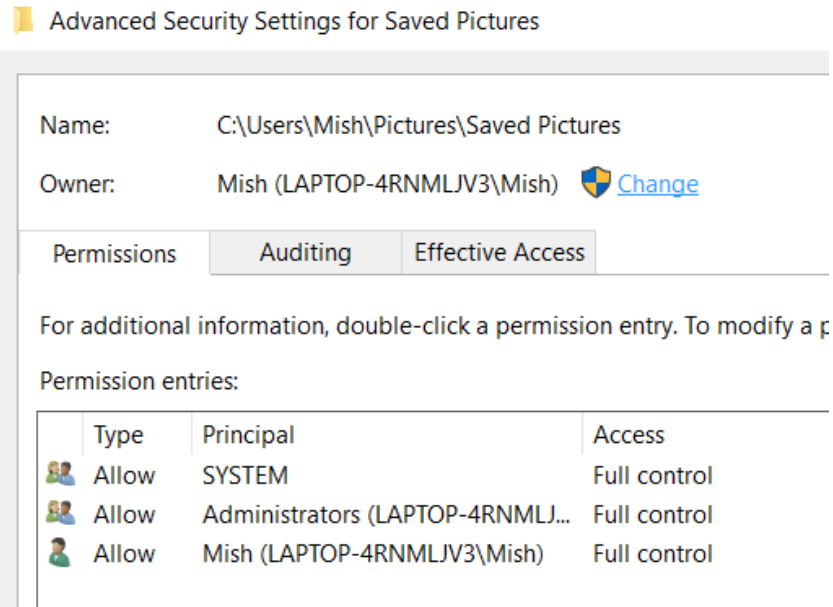 Advanced Security Settings for Saved Pictures
Name: C:\Users\Mish\Pictures\Saved Pictures
Owner: Mish (LAPTOP-4RNMLJV3\Mish) Change
Permissions Auditing Effective Access
For additional information, double-click a permission entry. To modify a
Permission entries:
Type Principal Access
Allow SYSTEM Full control
Allow Administrators (LAPTOP-4RNMLJ... Full control
Allow Mish (LAPTOP-4RNMLJV3\Mish) Full control